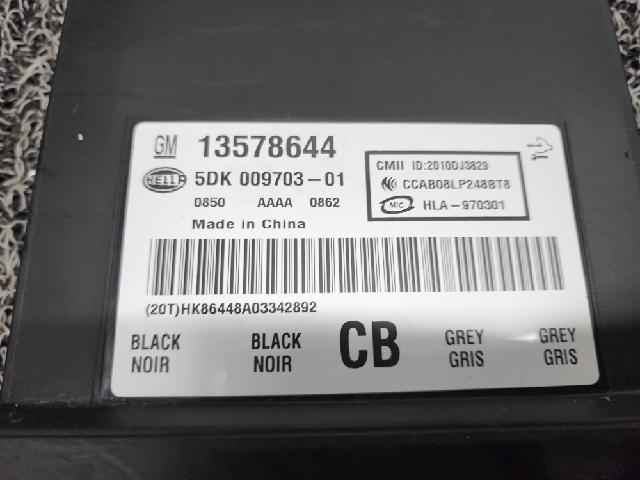 GM 13578644
HELLA 5DK 009703-01
0850 AAAA 0862
Made in China
CMII ID:2010DJ3829
CCAB08LP248BT8
MIC HLA-970301
(20T)HK86448A03342892
BLACK BLACK CB GREY GREY
NOIR NOIR GRIS GRIS